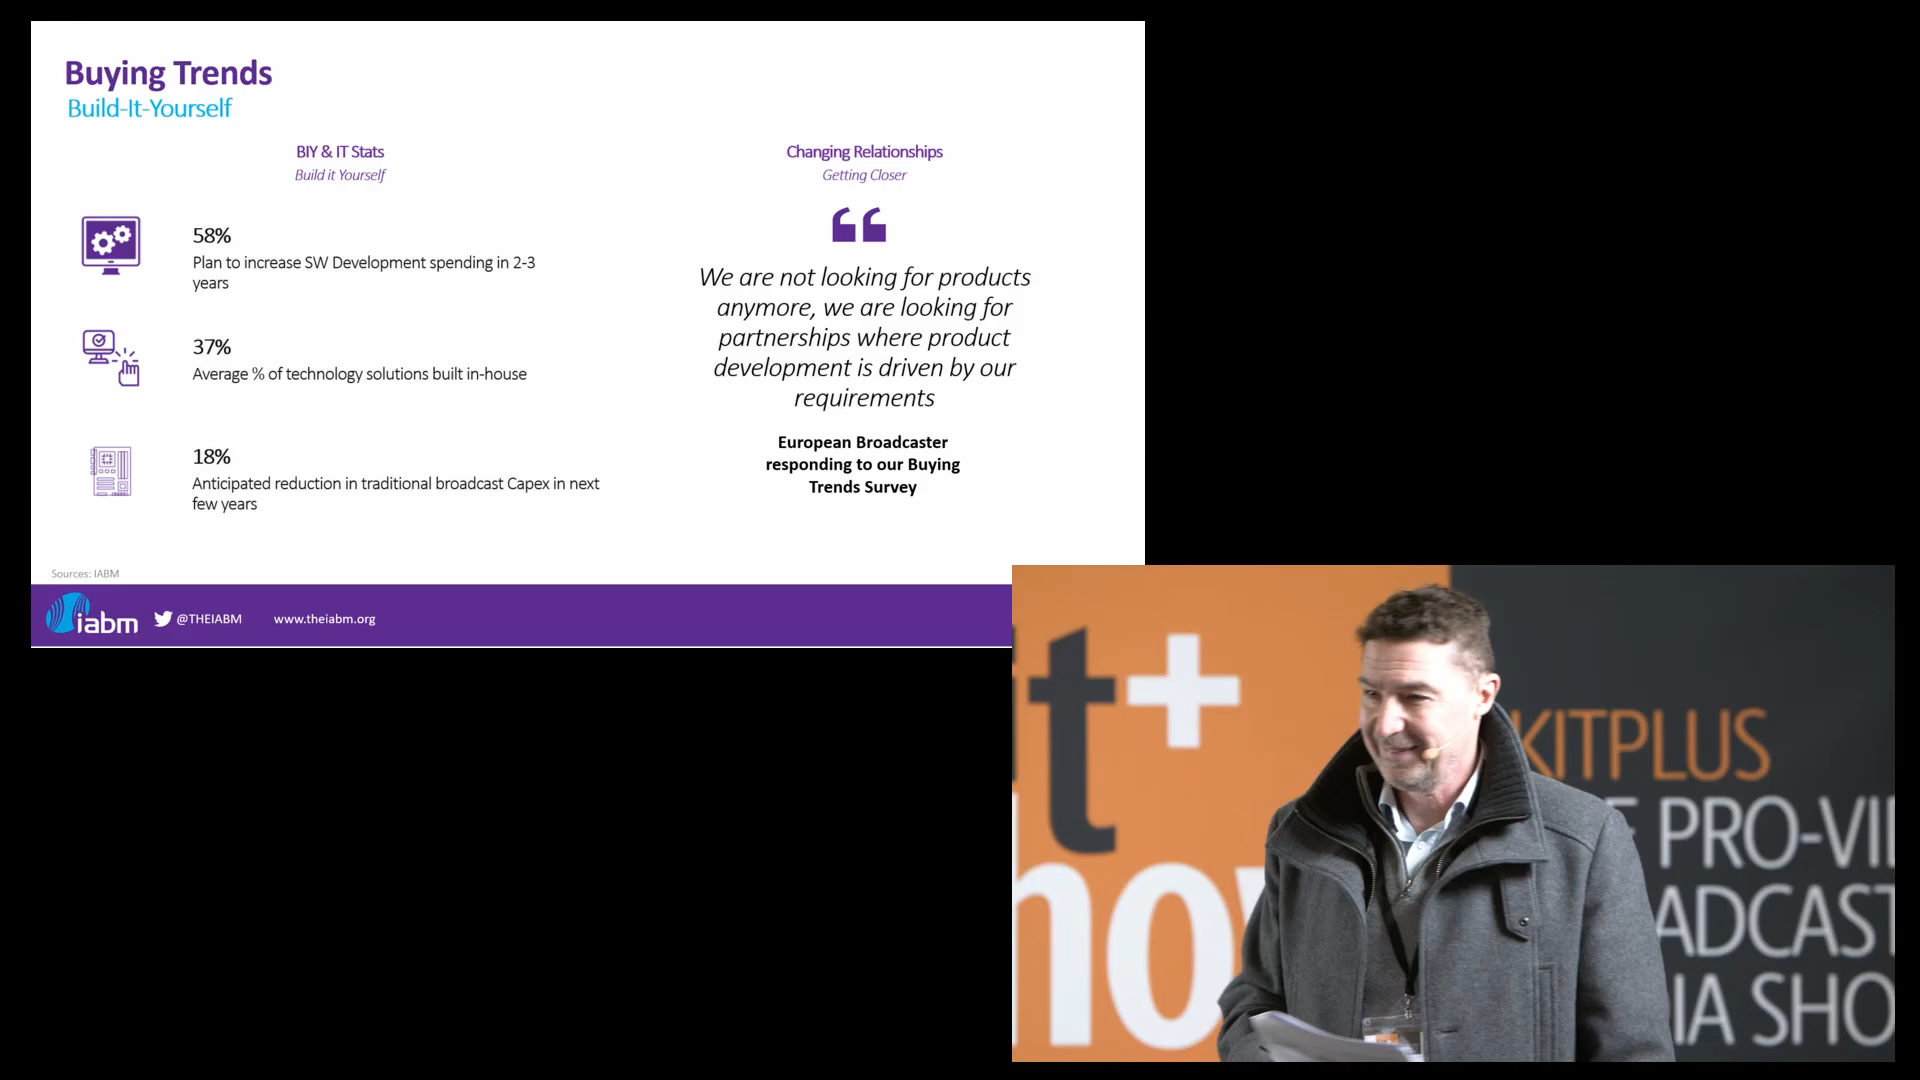 Buying Trends
Build-It-Yourself
BIY & IT Stats
Build it Yourself
58%
Plan to increase SW Development spending in 2-3
years
37%
Average % of technology solutions built in-house
18%
Anticipated reduction in traditional broadcast Capex in next
few years
Changing Relationships
Getting Closer
“
We are not looking for products
anymore, we are looking for
partnerships where product
development is driven by our
requirements
European Broadcaster
responding to our Buying
Trends Survey
Sources: IABM
iabm
@THEIABM
www.theiabm.org
it+
how
KITPLUS
PRO-VI
ADCAST
IA SHO